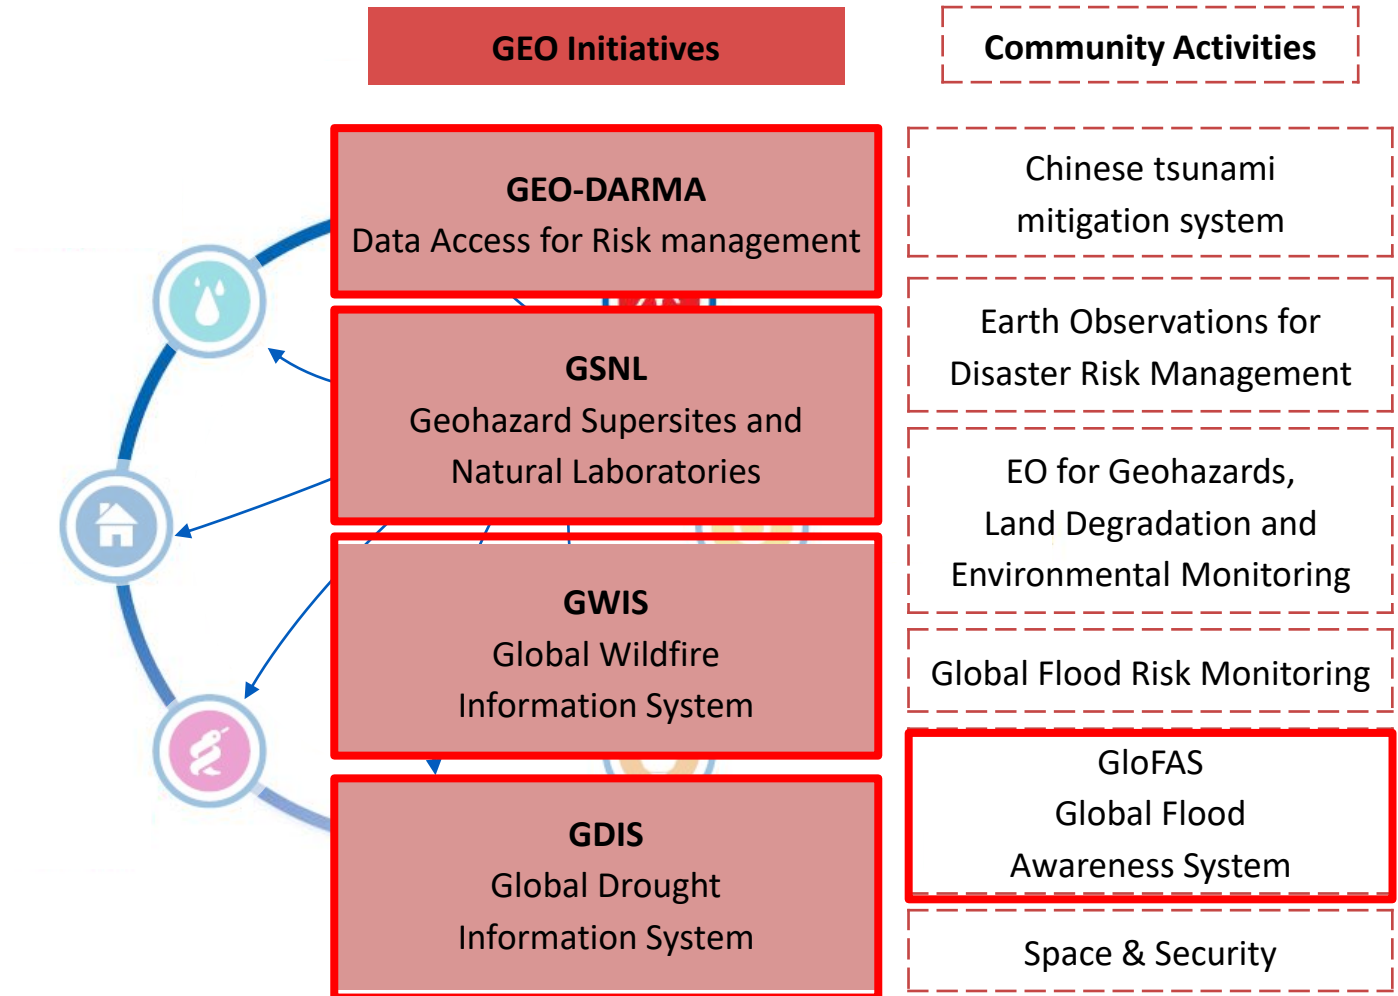 GEO Initiatives
Community Activities
GEO-DARMA
Data Access for Risk management
GSNL
Geohazard Supersites and
Natural Laboratories
GWIS
Global Wildfire
Information System
GDIS
Global Drought
Information System
Chinese tsunami
mitigation system
Earth Observations for
Disaster Risk Management
EO for Geohazards,
Land Degradation and
Environmental Monitoring
Global Flood Risk Monitoring
GloFAS
Global Flood
Awareness System
Space & Security